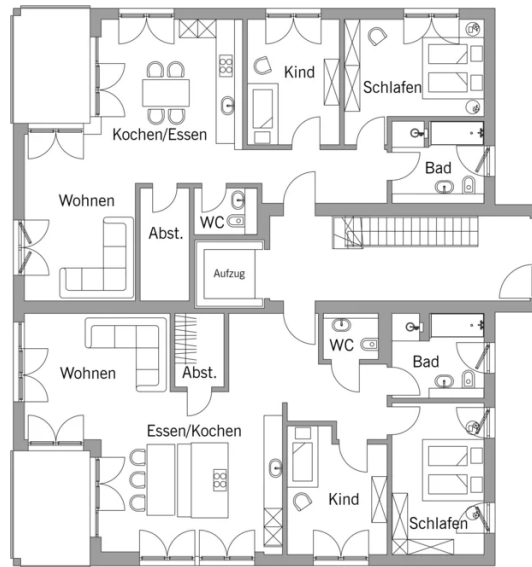 Kind
Schlafen
Kochen/Essen
Bad
Wohnen
WC
Abst.
Aufzug
WC
Bad
Wohnen
Abst.
Essen/Kochen
Kind
Schlafen